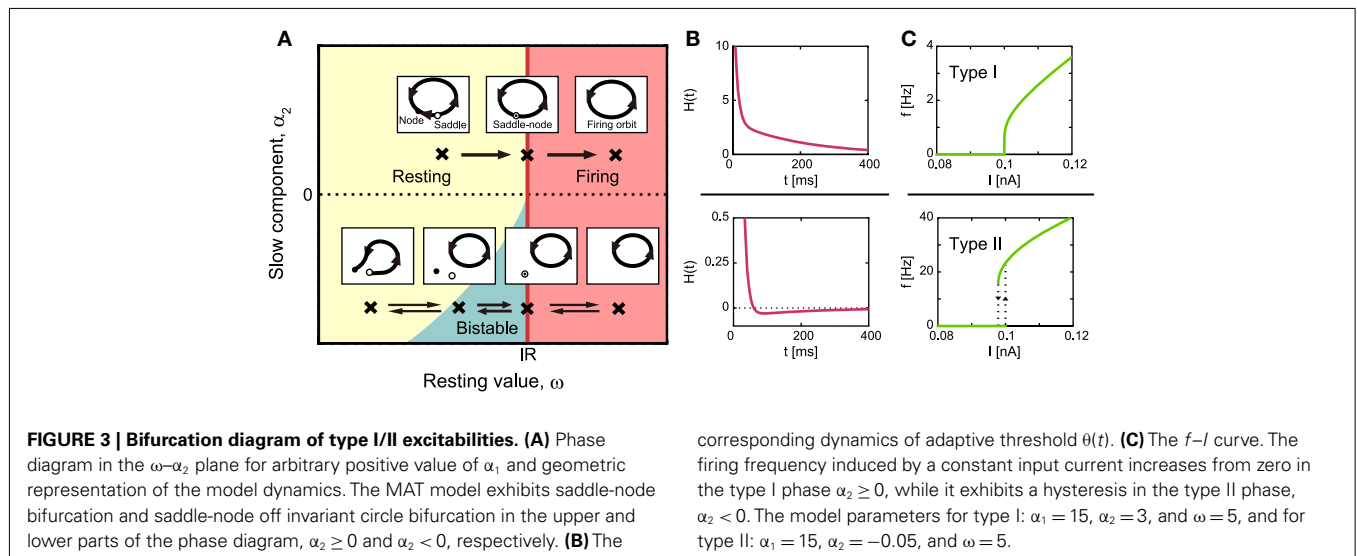 A
Slow component, α2
0
Node
Saddle
Saddle-node
Firing orbit
Resting
Firing
Bistable
IR
Resting value, ω
B
H(t)
10
5
0
0
200
400
t [ms]
H(t)
0.5
0.25
0
0
200
400
t [ms]
C
Type I
f [Hz]
4
2
0
0.08
0.1
0.12
I [nA]
Type II
f [Hz]
40
20
0
0.08
0.1
0.12
I [nA]
FIGURE 3 | Bifurcation diagram of type I/II excitabilities. (A) Phase
diagram in the ω–α2 plane for arbitrary positive value of α1 and geometric
representation of the model dynamics. The MAT model exhibits saddle-node
bifurcation and saddle-node off invariant circle bifurcation in the upper and
lower parts of the phase diagram, α2 ≥ 0 and α2 < 0, respectively. (B) The
corresponding dynamics of adaptive threshold θ(t). (C) The f–I curve. The
firing frequency induced by a constant input current increases from zero in
the type I phase α2 ≥ 0, while it exhibits a hysteresis in the type II phase,
α2 < 0. The model parameters for type I: α1 = 15, α2 = 3, and ω = 5, and for
type II: α1 = 15, α2 = −0.05, and ω = 5.